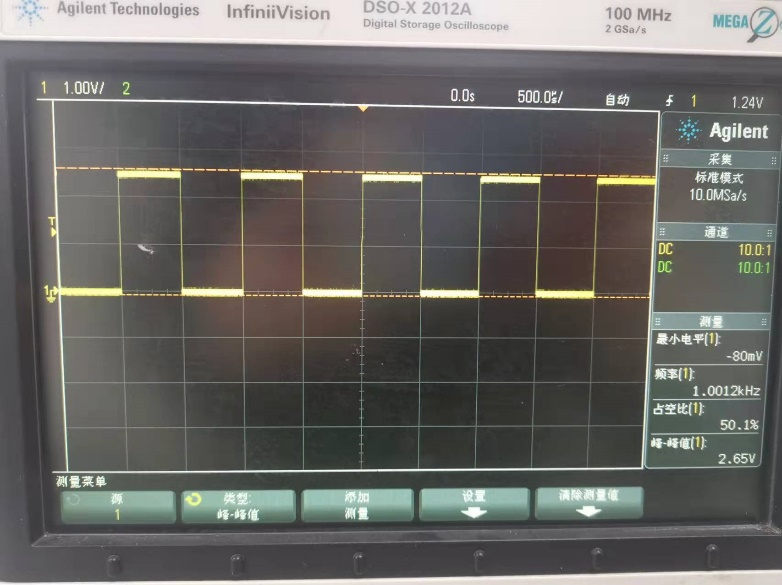 Agilent Technologies InfiniiVision DSO-X 2012A 100 MHz MEGA Z
Digital Storage Oscilloscope 2 GSa/s
1 1.00V/ 2 0.0s 500.0㎲/ 自动 1 1.24V
Agilent
采集
标准模式
10.0MSa/s
通道
DC 10.0:1
DC 10.0:1
T
1
测量
最小电平(1):
-80mV
频率(1):
1.0012kHz
占空比(1):
50.1%
峰-峰值(1):
2.65V
测量菜单
源 类型: 添加 设置 清除测量值
1 峰-峰值 测量